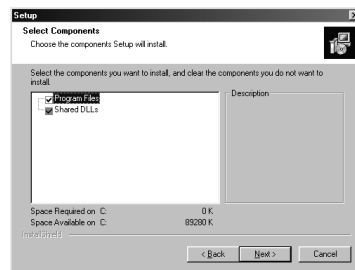 Setup
Select Components
Choose the components Setup will install.
Select the components you want to install, and clear the components you do not want to
install.
Program Files
Shared DLLs
Description
Space Required on C: 0 K
Space Available on C: 89280 K
InstallShield
< Back
Next >
Cancel